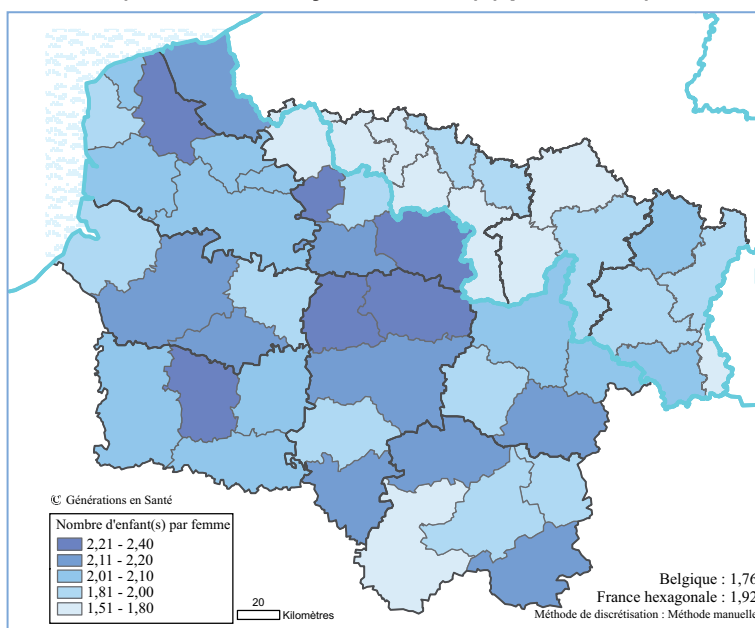 © Générations en Santé
Nombre d'enfant(s) par femme
2,21 - 2,40
2,11 - 2,20
2,01 - 2,10
1,81 - 2,00
1,51 - 1,80
20
Kilomètres
Belgique : 1,76
France hexagonale : 1,92
Méthode de discrétisation : Méthode manuelle